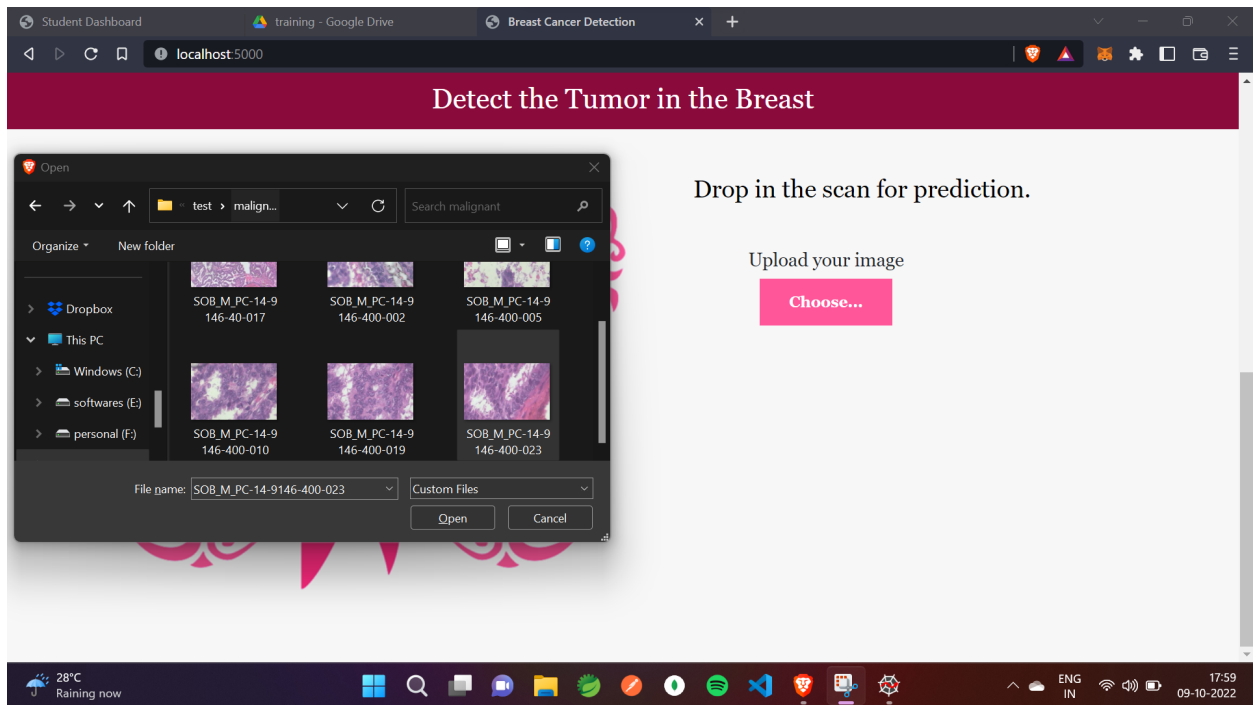 Student Dashboard
training - Google Drive
Breast Cancer Detection
localhost:5000
Detect the Tumor in the Breast
Open
test
malign...
Search malignant
Organize
New folder
Dropbox
This PC
Windows (C:)
softwares (E:)
personal (F:)
SOB_M_PC-14-9
146-40-017
SOB_M_PC-14-9
146-400-002
SOB_M_PC-14-9
146-400-005
SOB_M_PC-14-9
146-400-010
SOB_M_PC-14-9
146-400-019
SOB_M_PC-14-9
146-400-023
File name: SOB_M_PC-14-9146-400-023
Custom Files
Open
Cancel
Drop in the scan for prediction.
Upload your image
Choose...
28°C
Raining now
ENG
IN
17:59
09-10-2022